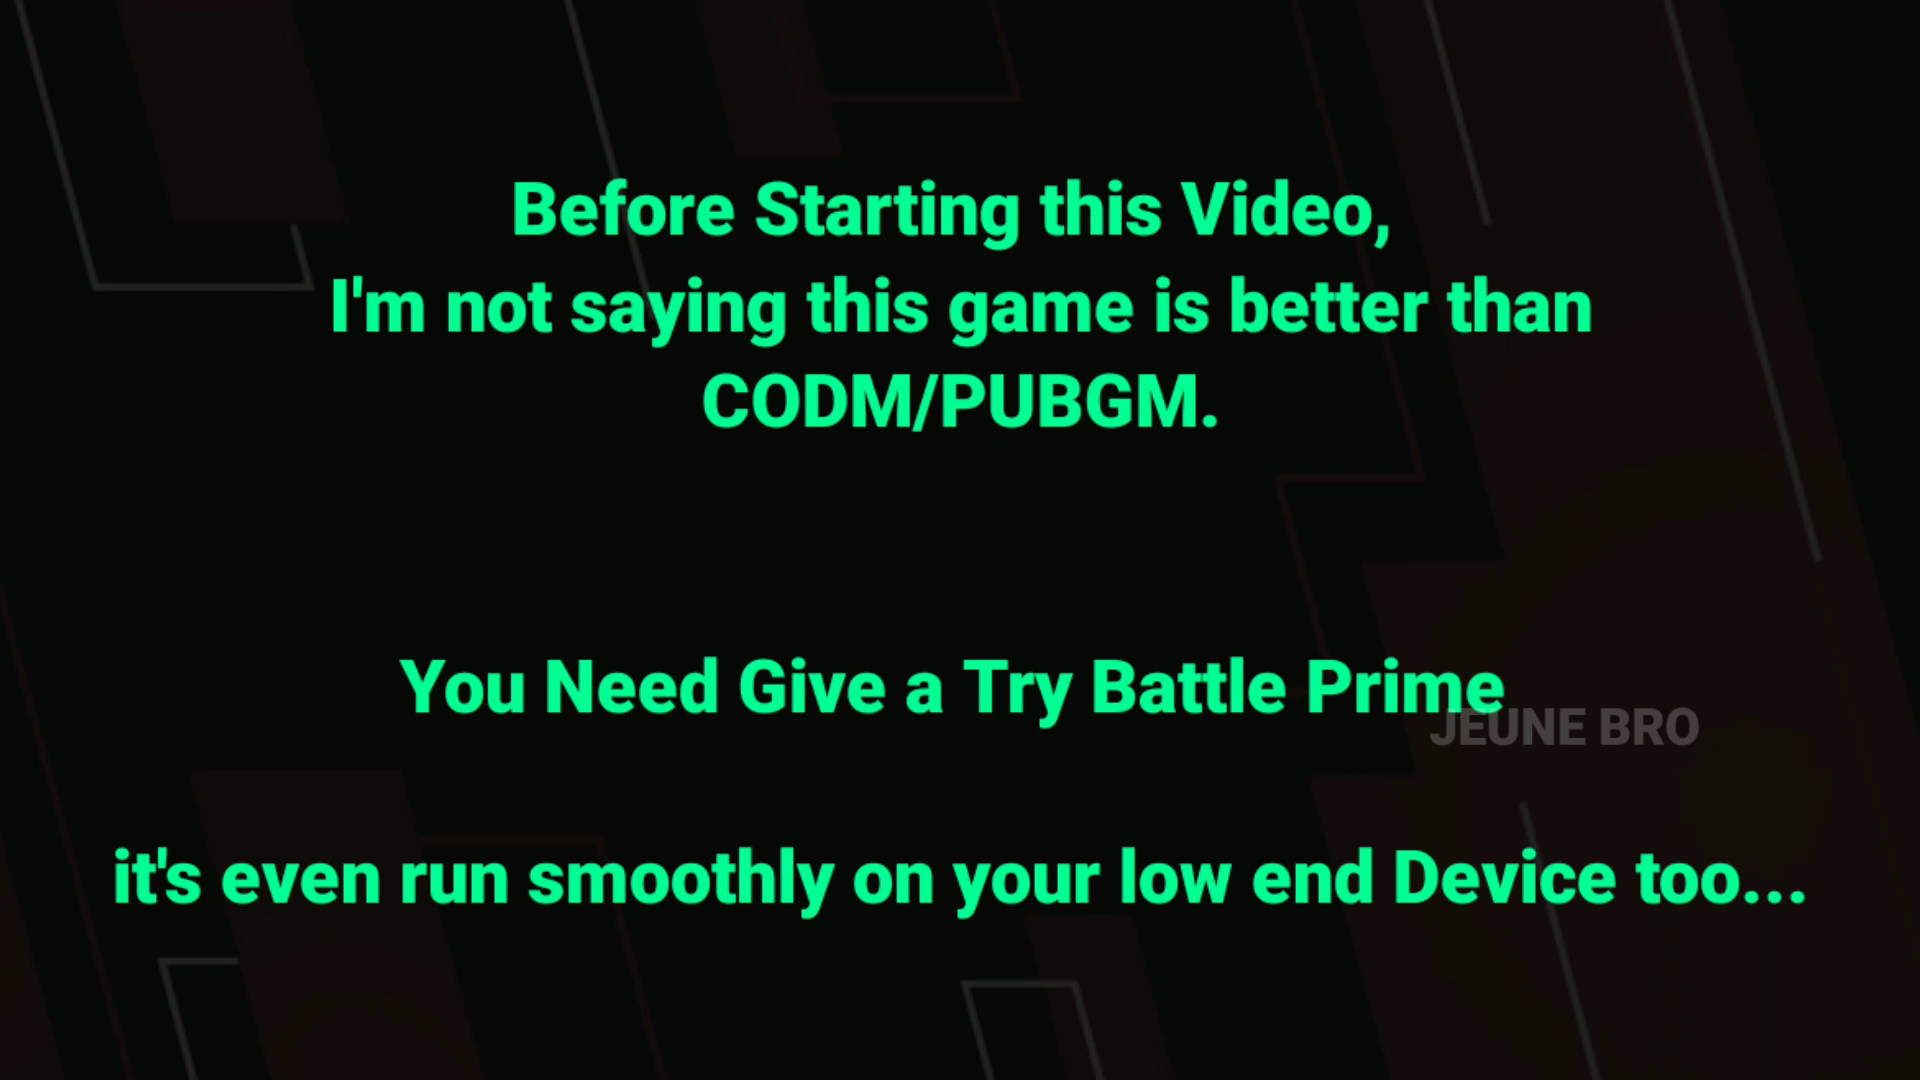 Before Starting this Video,
I'm not saying this game is better than
CODM/PUBGM.
You Need Give a Try Battle Prime
JEUNE BRO
it's even run smoothly on your low end Device too...